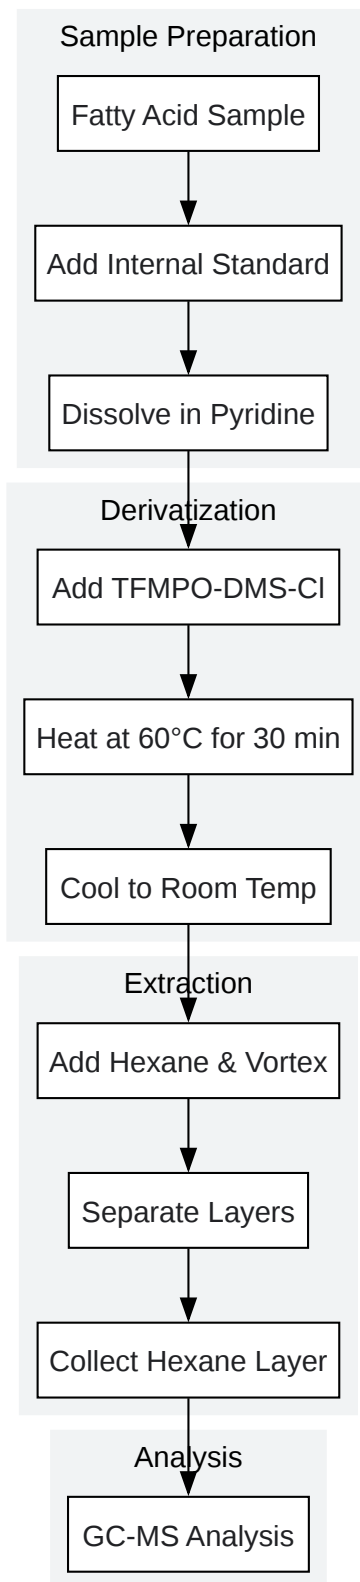 Sample Preparation
Fatty Acid Sample
Add Internal Standard
Dissolve in Pyridine
Derivatization
Add TFMPO-DMS-Cl
Heat at 60°C for 30 min
Cool to Room Temp
Extraction
Add Hexane & Vortex
Separate Layers
Collect Hexane Layer
Analysis
GC-MS Analysis